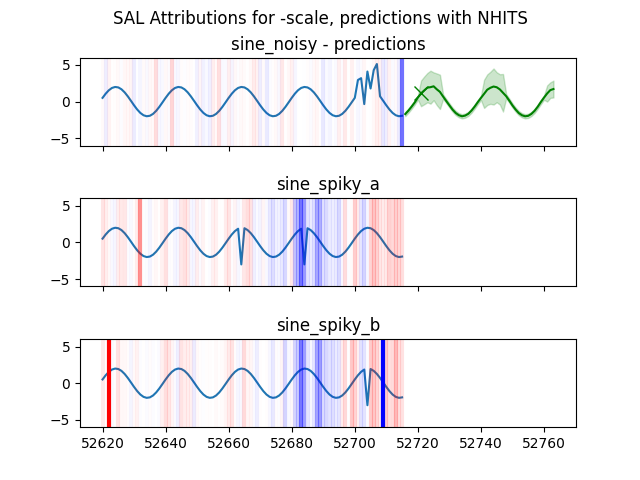 SAL Attributions for -scale, predictions with NHITS
sine_noisy - predictions
5
0
−5
sine_spiky_a
5
0
−5
sine_spiky_b
5
0
−5
52620 52640 52660 52680 52700 52720 52740 52760